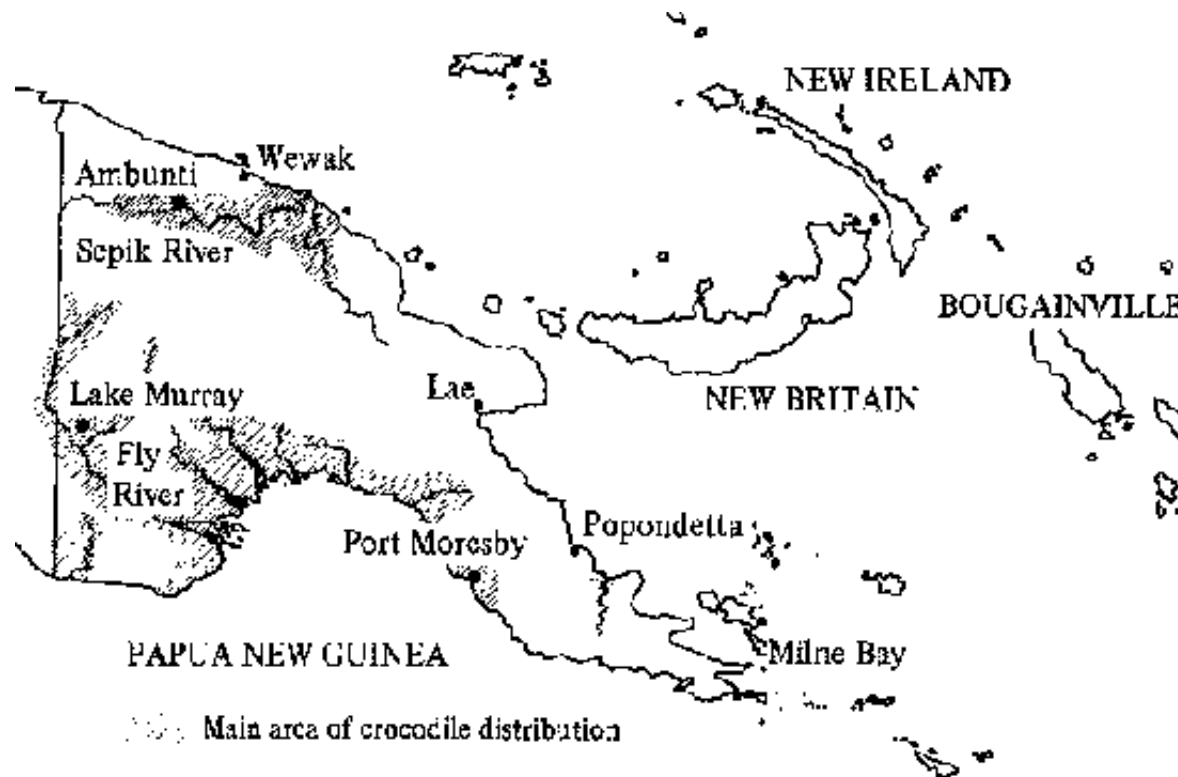 NEW IRELAND
Wewak
Ambunti
Sepik River
BOUGAINVILLE
Lake Murray
Lae
NEW BRITAIN
Fly
River
Popondetta
Port Moresby
PAPUA NEW GUINEA
Milne Bay
Main area of crocodile distribution